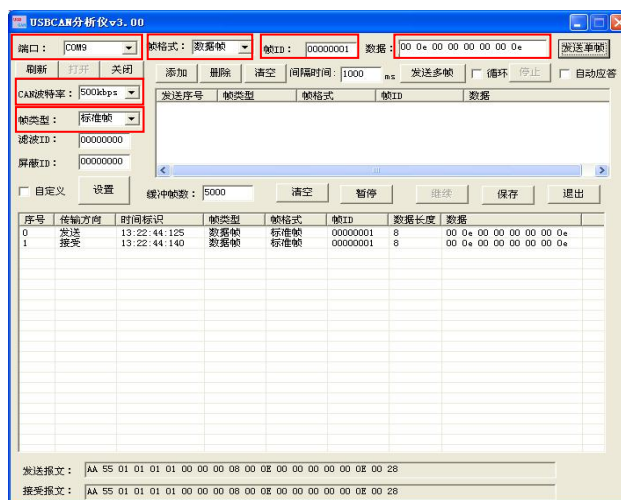 USBCAN分析仪v3.00
端口： COM9 帧格式： 数据帧 帧ID： 00000001 数据： 00 0e 00 00 00 00 00 0e 发送单帧
刷新 打开 关闭 添加 删除 清空 间隔时间： 1000 ms 发送多帧 循环 停止 自动应答
CAN波特率： 500kbps 发送序号 帧类型 帧格式 帧ID 数据
帧类型： 标准帧
滤波ID： 00000000
屏蔽ID： 00000000
自定义 设置 缓冲帧数： 5000 清空 暂停 继续 保存 退出
序号 传输方向 时间标识 帧类型 帧格式 帧ID 数据长度 数据
0 发送 13:22:44:125 数据帧 标准帧 00000001 8 00 0e 00 00 00 00 00 0e
1 接受 13:22:44:140 数据帧 标准帧 00000001 8 00 0e 00 00 00 00 00 0e
发送报文： AA 55 01 01 01 01 00 00 00 08 00 0E 00 00 00 00 00 0E 00 28
接受报文： AA 55 01 01 01 01 00 00 00 08 00 0E 00 00 00 00 00 0E 00 28